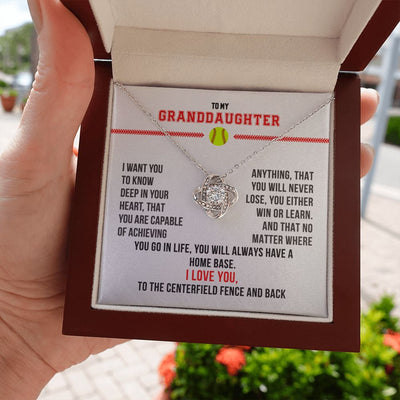 TO MY
GRANDDAUGHTER
I WANT YOU
TO KNOW
DEEP IN YOUR
HEART, THAT
YOU ARE CAPABLE
OF ACHIEVING
ANYTHING, THAT
YOU WILL NEVER
LOSE, YOU EITHER
WIN OR LEARN.
AND THAT NO
MATTER WHERE
YOU GO IN LIFE, YOU WILL ALWAYS HAVE A
HOME BASE.
I LOVE YOU,
TO THE CENTERFIELD FENCE AND BACK